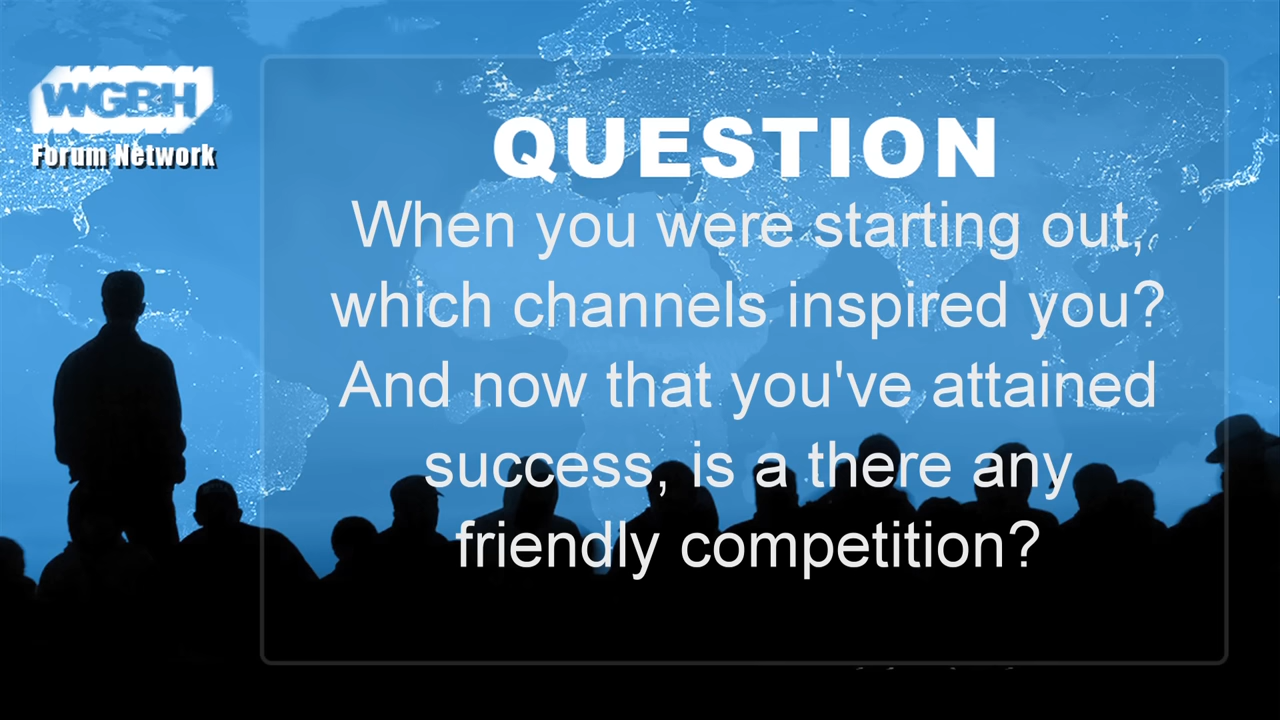 WGBH
Forum Network
QUESTION
When you were starting out,
which channels inspired you?
And now that you've attained
success, is a there any
friendly competition?